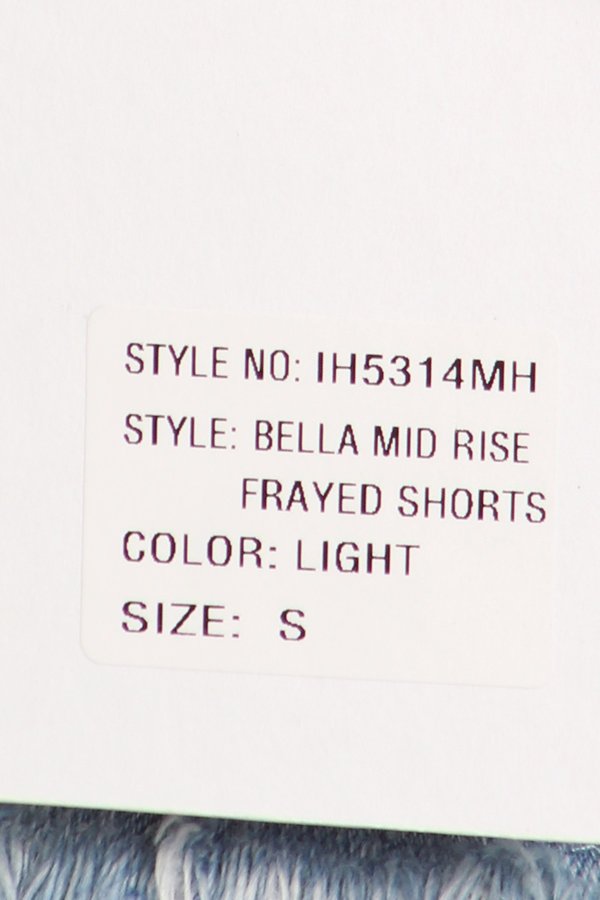 STYLE NO: IH5314MH
STYLE: BELLA MID RISE
FRAYED SHORTS
COLOR: LIGHT
SIZE: S